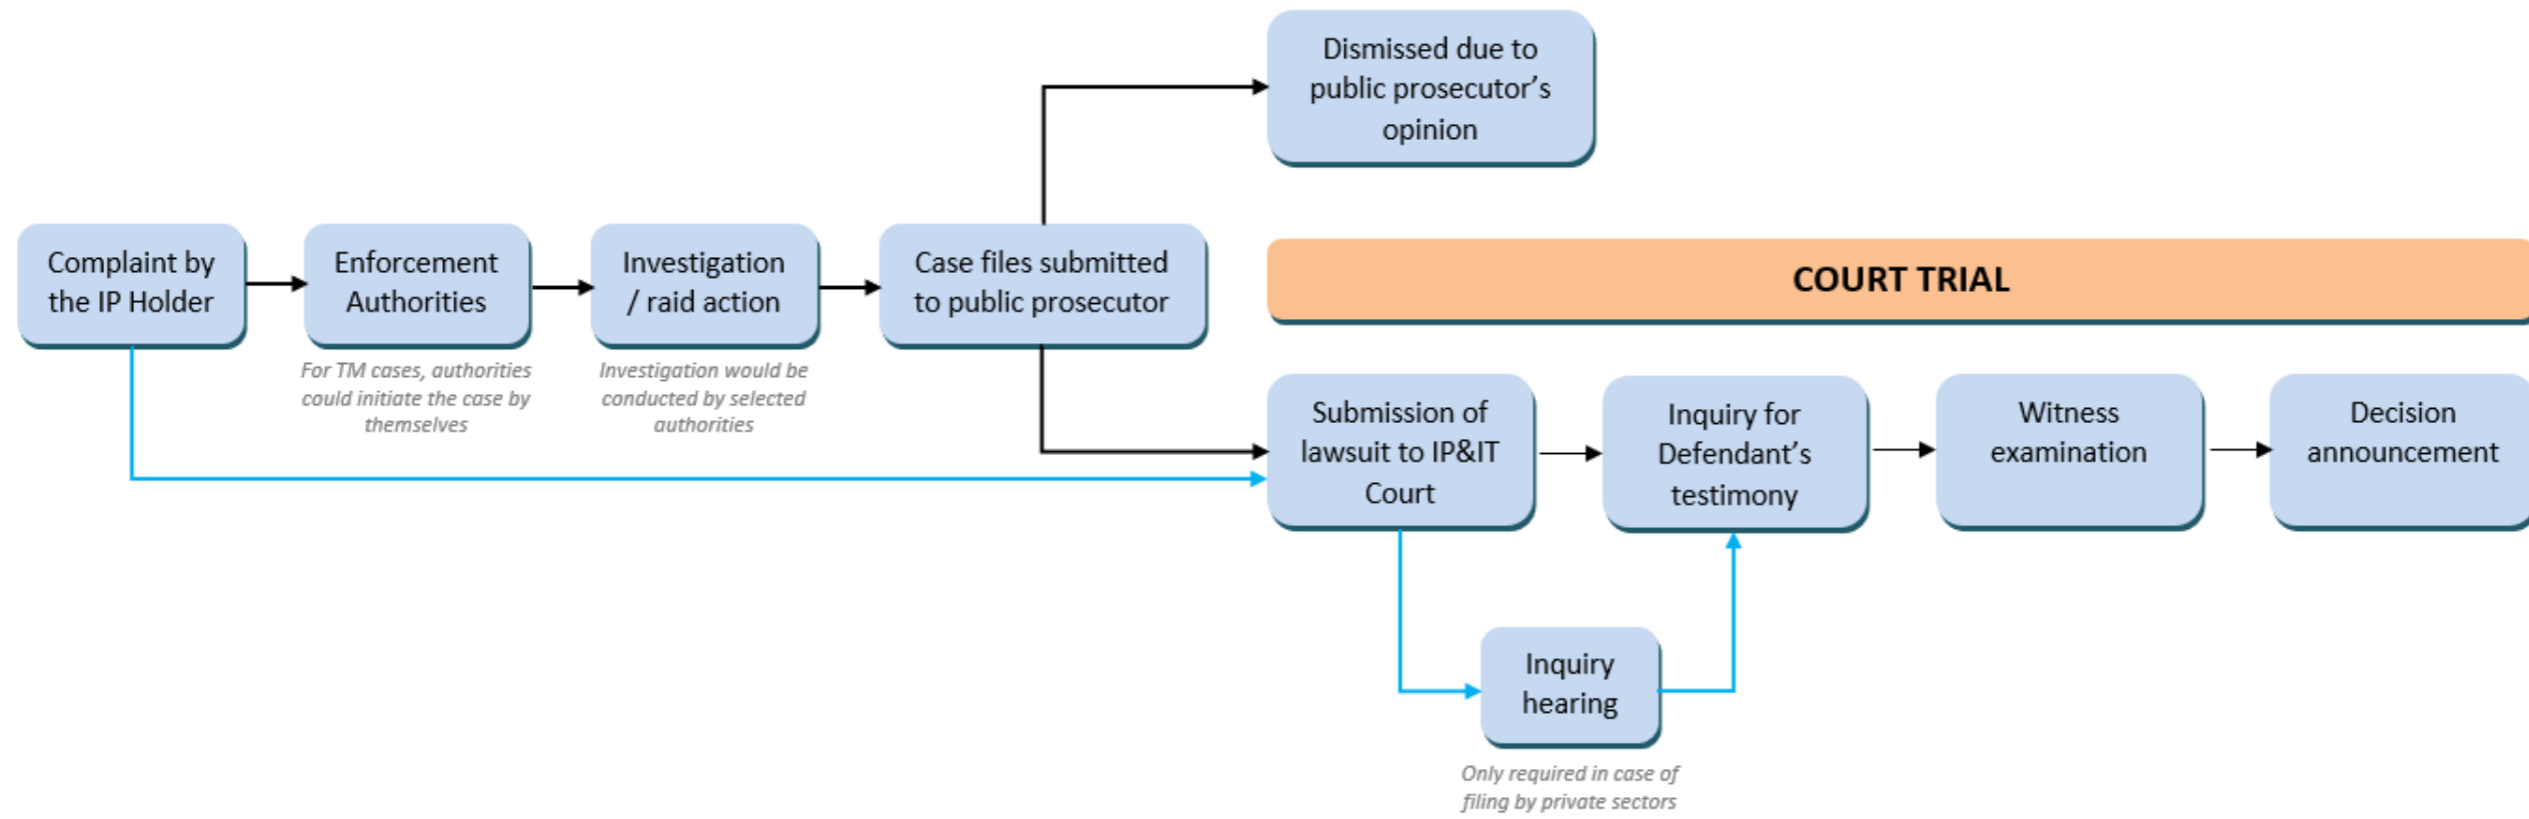 Dismissed due to
public prosecutor's
opinion
Complaint by
the IP Holder
Enforcement
Authorities
For TM cases, authorities
could initiate the case by
themselves
Investigation
/ raid action
Investigation would be
conducted by selected
authorities
Case files submitted
to public prosecutor
COURT TRIAL
Submission of
lawsuit to IP&IT
Court
Inquiry for
Defendant's
testimony
Witness
examination
Decision
announcement
Inquiry
hearing
Only required in case of
filing by private sectors